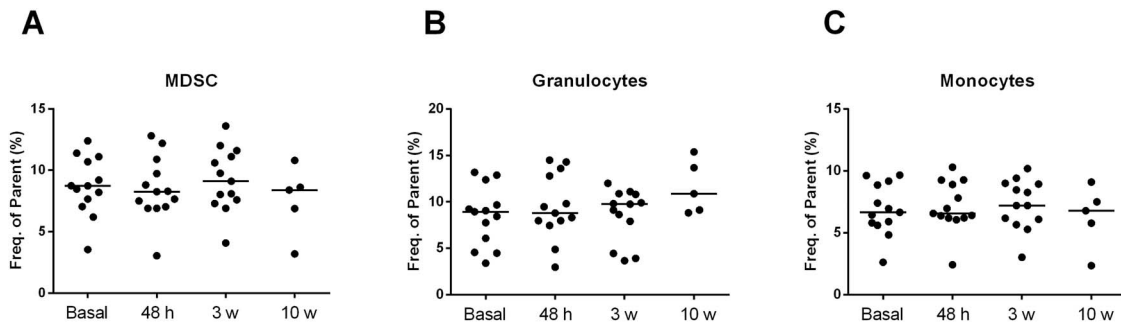 A
MDSC
Freq. of Parent (%)
15
10
5
0
Basal 48 h 3 w 10 w
B
Granulocytes
Freq. of Parent (%)
20
15
10
5
0
Basal 48 h 3 w 10 w
C
Monocytes
Freq. of Parent (%)
15
10
5
0
Basal 48 h 3 w 10 w